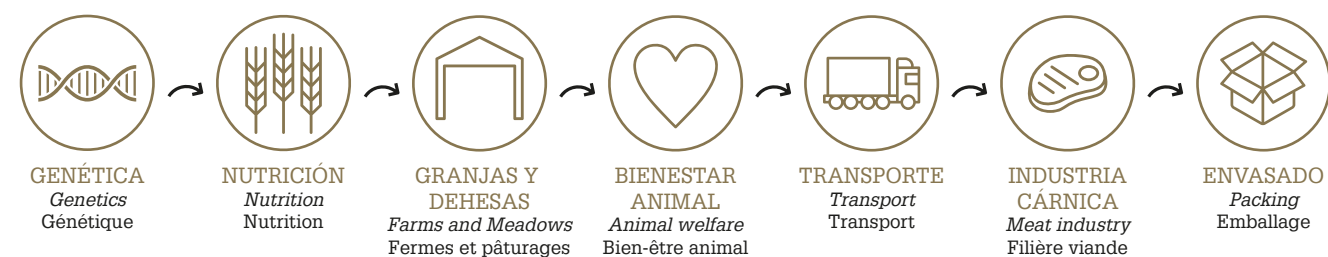 GENÉTICA
Genetics
Génétique
NUTRICIÓN
Nutrition
Nutrition
GRANJAS Y
DEHESAS
Farms and Meadows
Fermes et pâturages
BIENESTAR
ANIMAL
Animal welfare
Bien-être animal
TRANSPORTE
Transport
Transport
INDUSTRIA
CÁRNICA
Meat industry
Filière viande
ENVASADO
Packing
Emballage